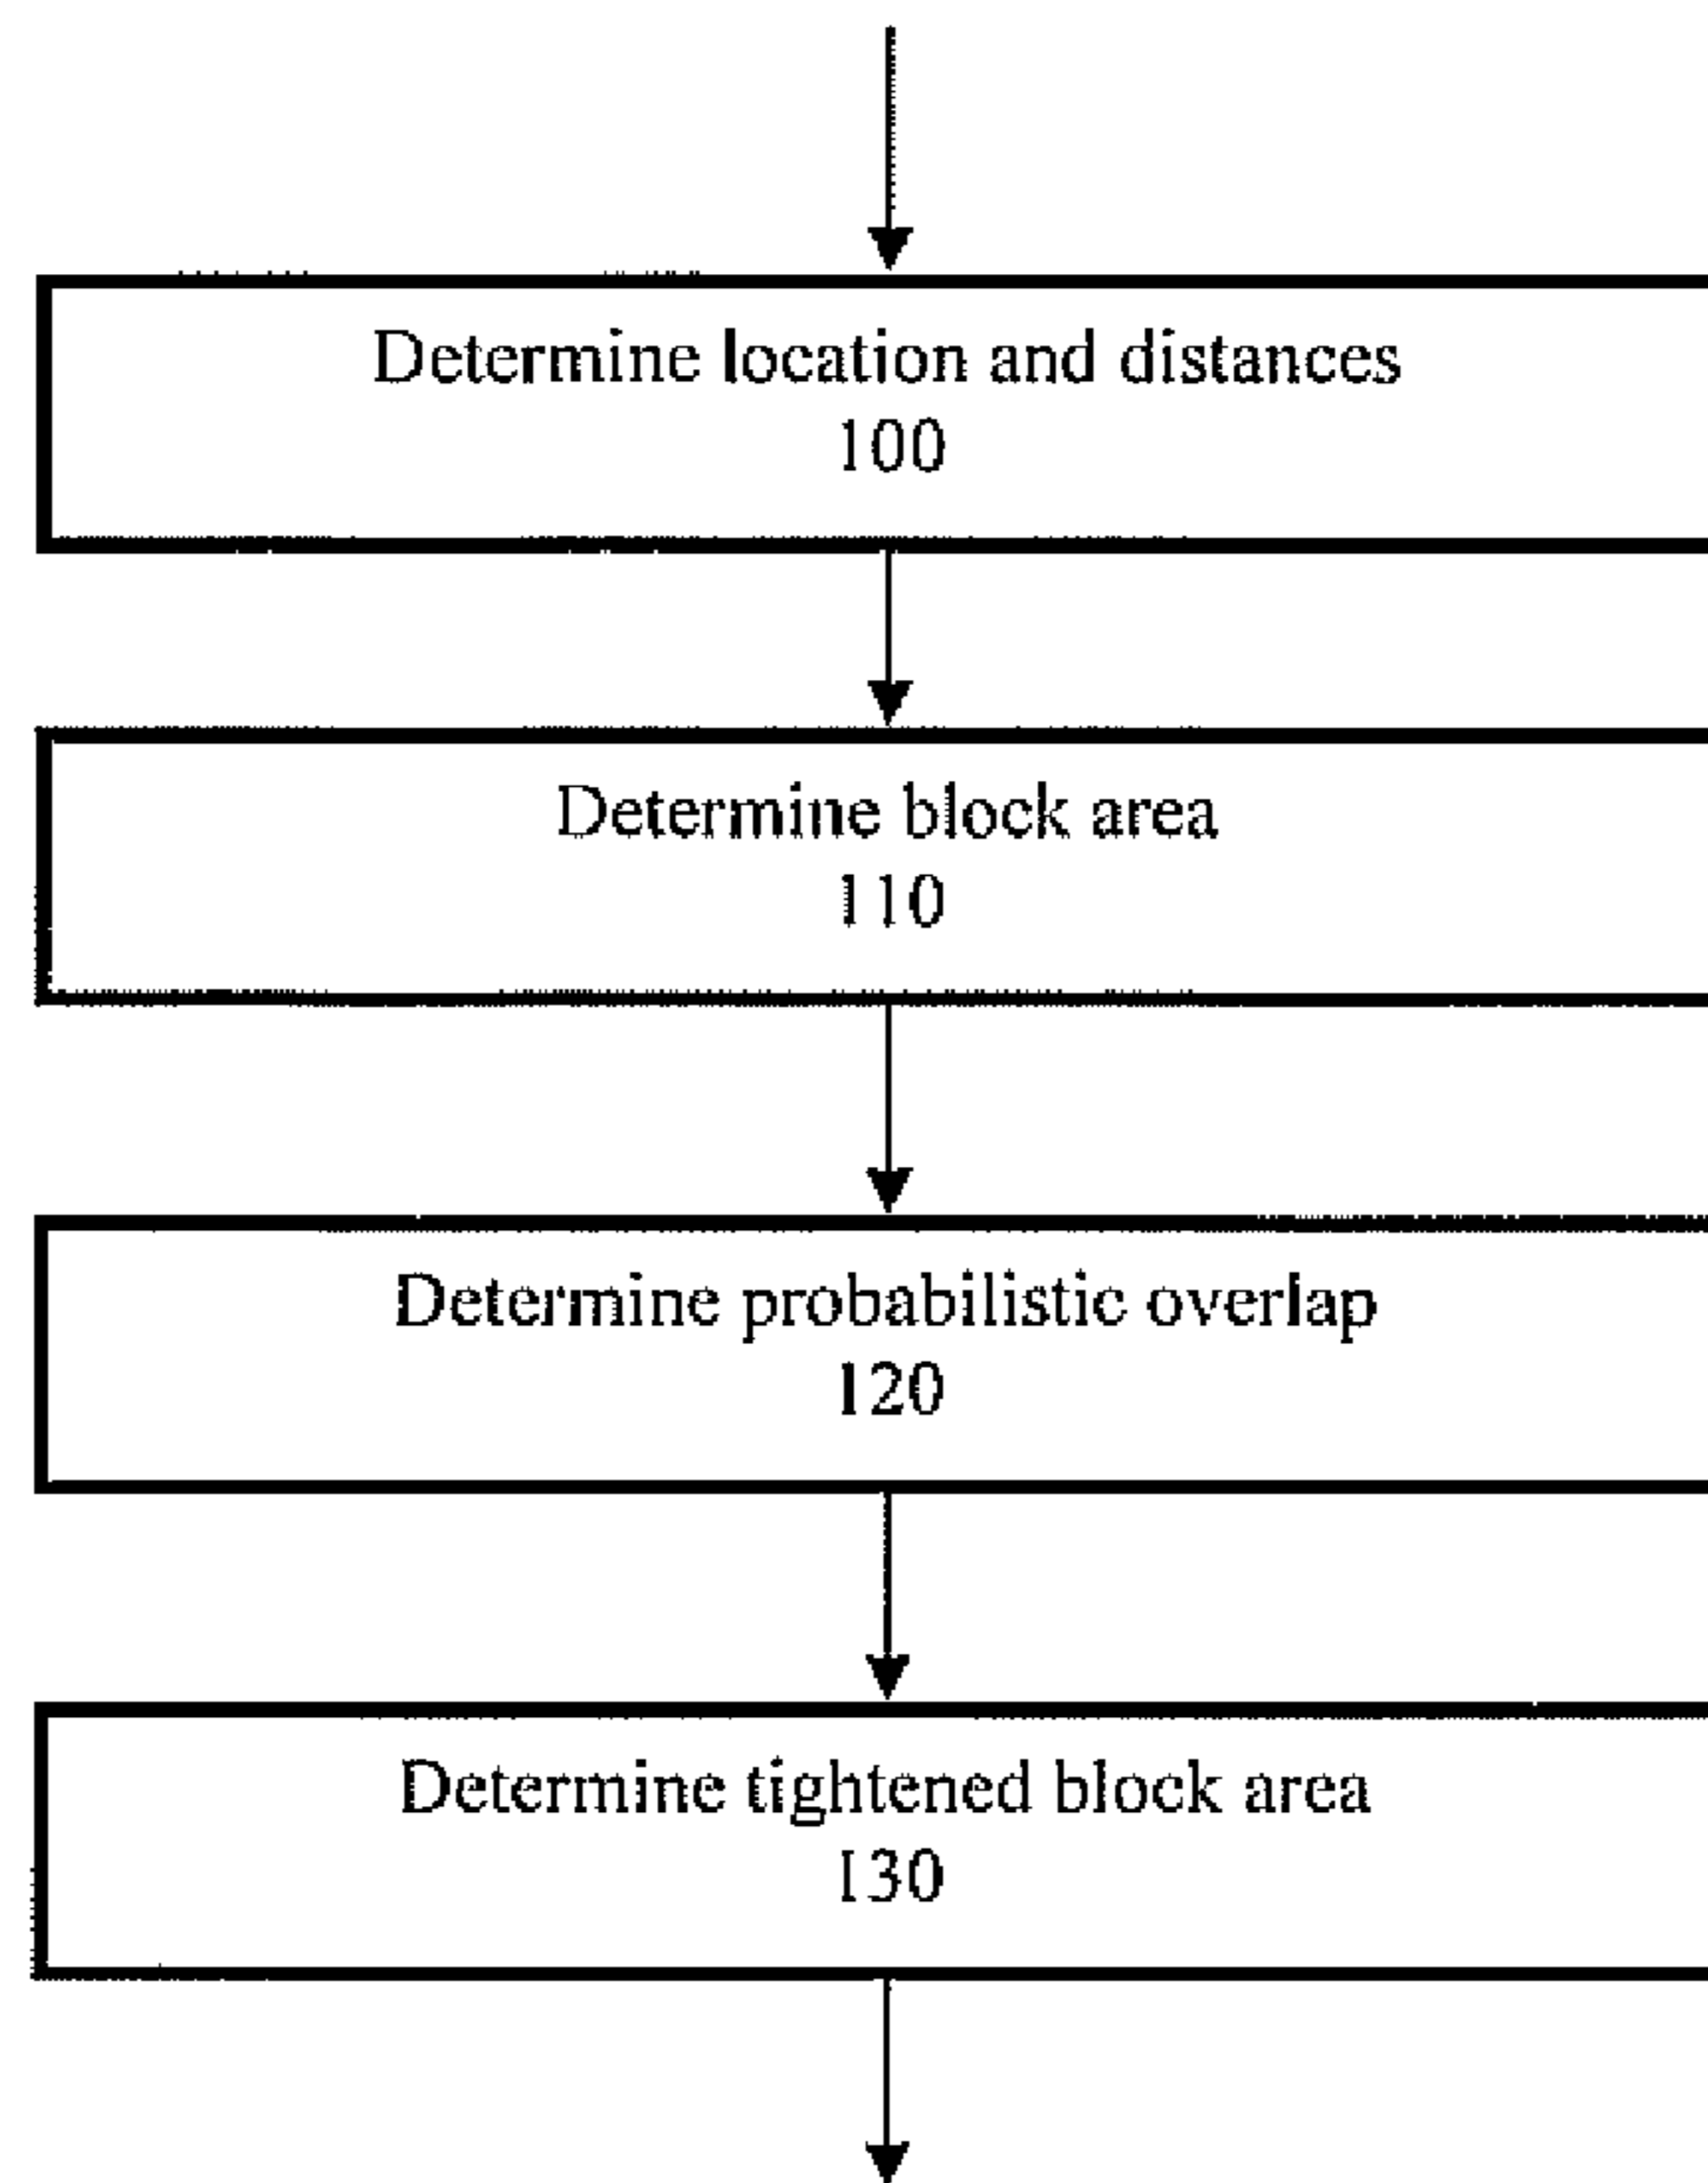 Determine location and distances
100
Determine block area
110
Determine probabilistic overlap
120
Determine tightened block area
130